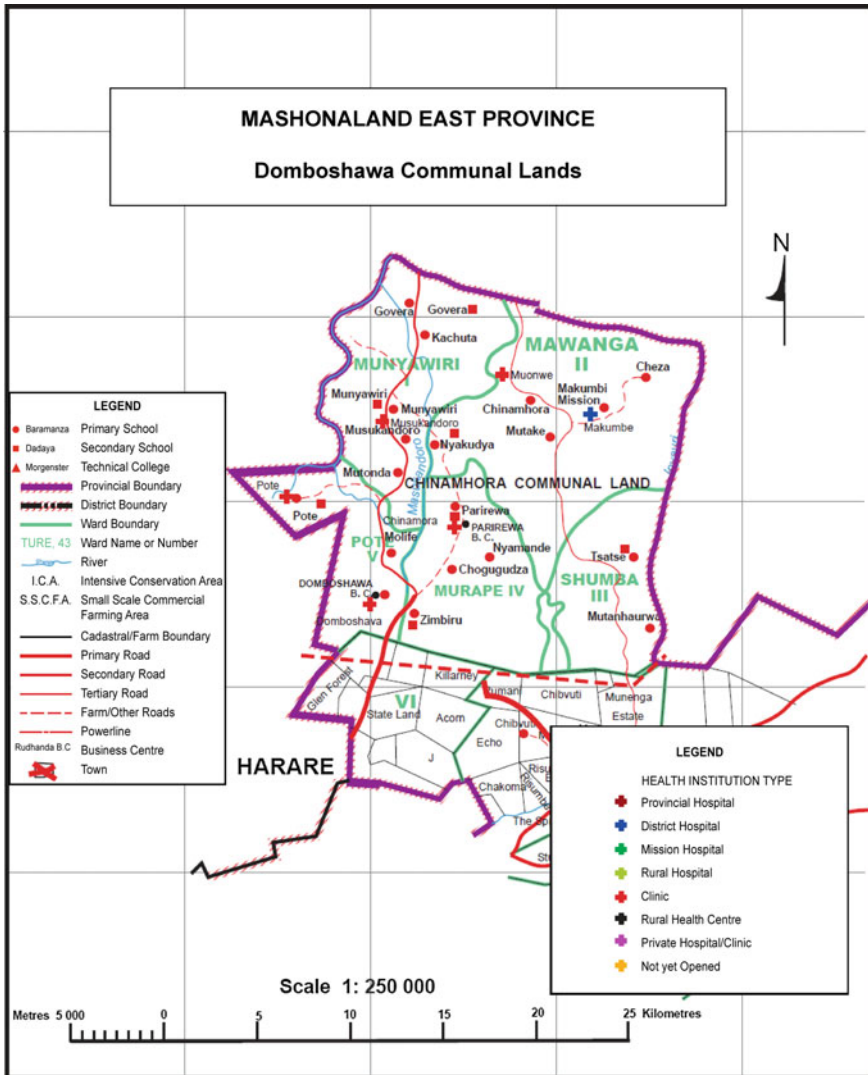 MASHONALAND EAST PROVINCE
Domboshawa Communal Lands
N
Govera
Govera
Kachuta
MUNYAWIRI
I
MAWANGA
II
Cheza
Muonwe
Makumbi
Mission
Munyawiri
Munyawiri
Chinamhora
Makumbe
Musukandoro
Musukandoro
Nyakudya
Mutake
Mutonda
CHINAMHORA COMMUNAL LAND
Pote
Pote
Chinamora
Molife
Parirewa
PARIREWA
B. C.
POTE
V
Nyamande
Tsatse
Chogugudza
MURAPE IV
SHUMBA
III
DOMBOSHAWA
B. C
Domboshava
Zimbiru
Mutanhaurwa
Glen Forest
Killarney
Chibvuti
Munenga
Estate
VI
State Land
Acorn
Chibvuti
Echo
J
HARARE
Chakoma
LEGEND
Baramanza Primary School
Dadaya Secondary School
Morgenster Technical College
Provincial Boundary
District Boundary
Ward Boundary
TURE, 43 Ward Name or Number
River
I.C.A. Intensive Conservation Area
S.S.C.F.A. Small Scale Commercial
Farming Area
Cadastral/Farm Boundary
Primary Road
Secondary Road
Tertiary Road
Farm/Other Roads
Powerline
Rudhanda B.C Business Centre
Town
LEGEND
HEALTH INSTITUTION TYPE
Provincial Hospital
District Hospital
Mission Hospital
Rural Hospital
Clinic
Rural Health Centre
Private Hospital/Clinic
Not yet Opened
Scale 1: 250 000
Metres 5 000 0 5 10 15 20 25 Kilometres